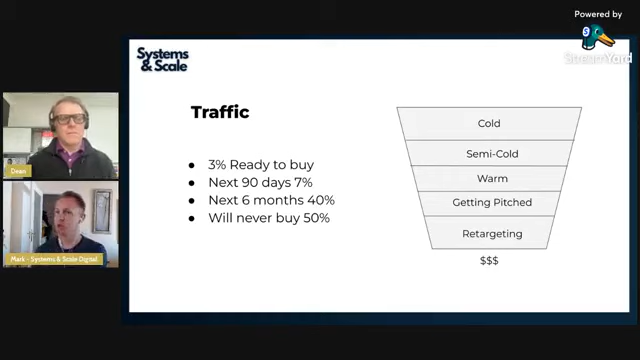 Powered by
StreamYard
Systems
& Scale
Traffic
● 3% Ready to buy
● Next 90 days 7%
● Next 6 months 40%
● Will never buy 50%
Cold
Semi-Cold
Warm
Getting Pitched
Retargeting
$$$
Dean
Mark - Systems & Scale Digital